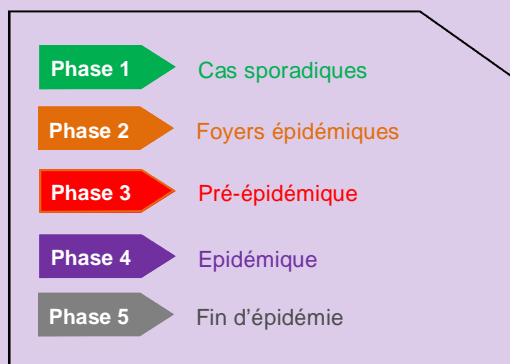 Phase 1 Cas sporadiques
Phase 2 Foyers épidémiques
Phase 3 Pré-épidémique
Phase 4 Epidémique
Phase 5 Fin d'épidémie